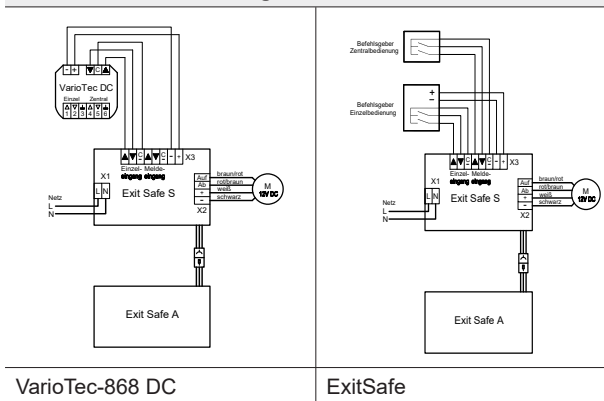 VarioTec DC
Einzel Zentral
1 2 3 4 5 6
- + C
C C - + X3
Einzel- Melde-
eingang eingang
X1
L N
Exit Safe S
Auf
Ab
+
-
X2
braun/rot
rot/braun
weiß
schwarz
M
12V DC
Netz
L
N
Exit Safe A
VarioTec-868 DC
Befehlsgeber
Zentralbedienung
Befehlsgeber
Einzelbedienung
+
-
C C - + X3
Einzel- Melde-
eingang eingang
X1
L N
Exit Safe S
Auf
Ab
+
-
X2
braun/rot
rot/braun
weiß
schwarz
M
12V DC
Netz
L
N
Exit Safe A
ExitSafe